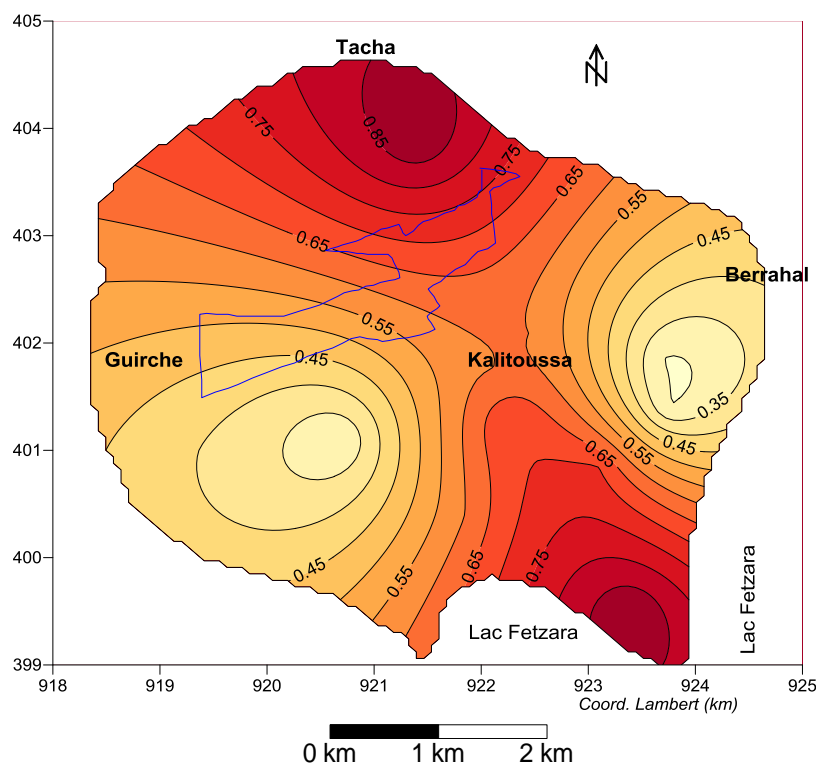 405
Tacha
N
404
0.75
0.85
0.75
0.65
0.55
403
0.65
0.45
Berrahal
402
0.55
Guirche
0.45
Kalitoussa
0.35
401
0.65
0.55
0.45
400
0.45
0.55
0.65
0.75
Lac Fetzara
Lac Fetzara
399
918
919
920
921
922
923
924
925
Coord. Lambert (km)
0 km
1 km
2 km